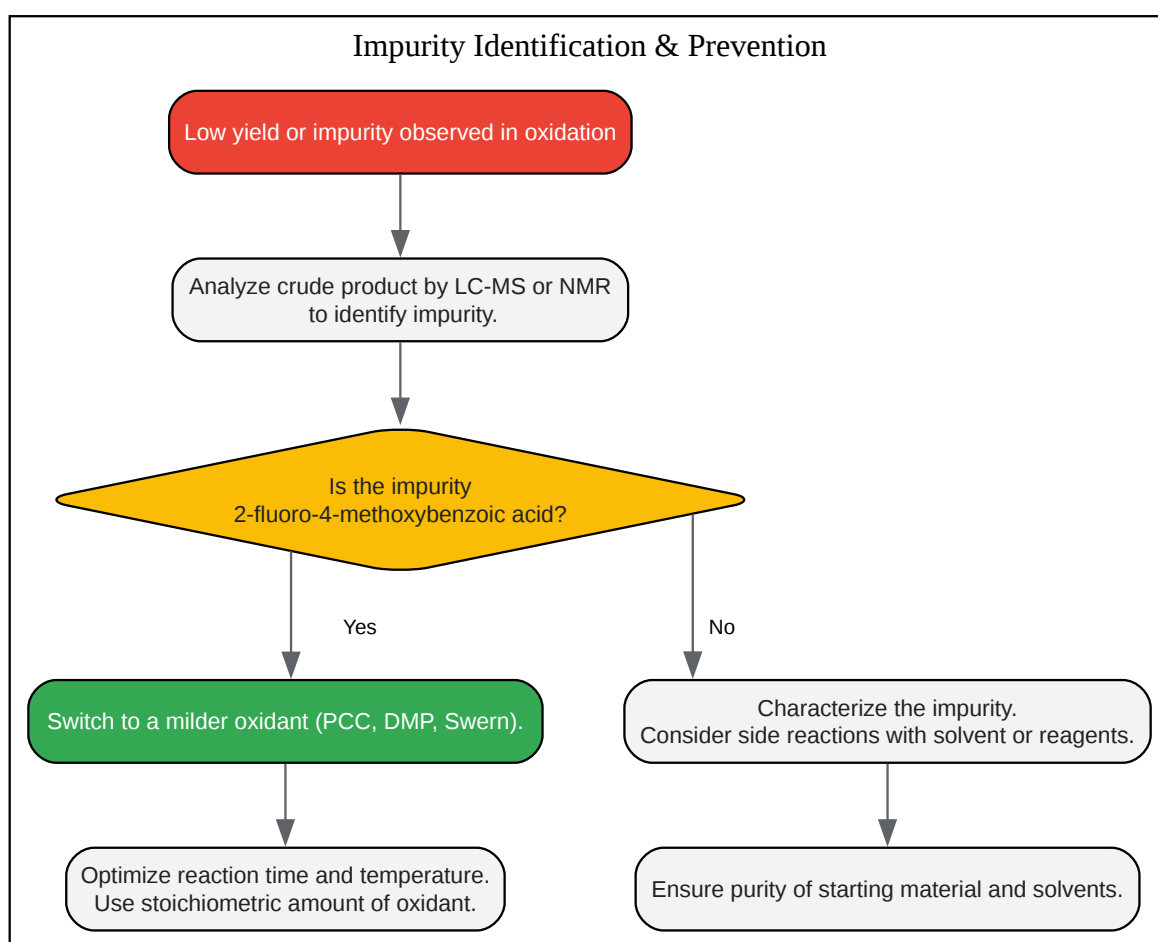 Impurity Identification & Prevention
Low yield or impurity observed in oxidation
Analyze crude product by LC-MS or NMR
to identify impurity.
Is the impurity
2-fluoro-4-methoxybenzoic acid?
Yes
No
Switch to a milder oxidant (PCC, DMP, Swern).
Characterize the impurity.
Consider side reactions with solvent or reagents.
Optimize reaction time and temperature.
Use stoichiometric amount of oxidant.
Ensure purity of starting material and solvents.